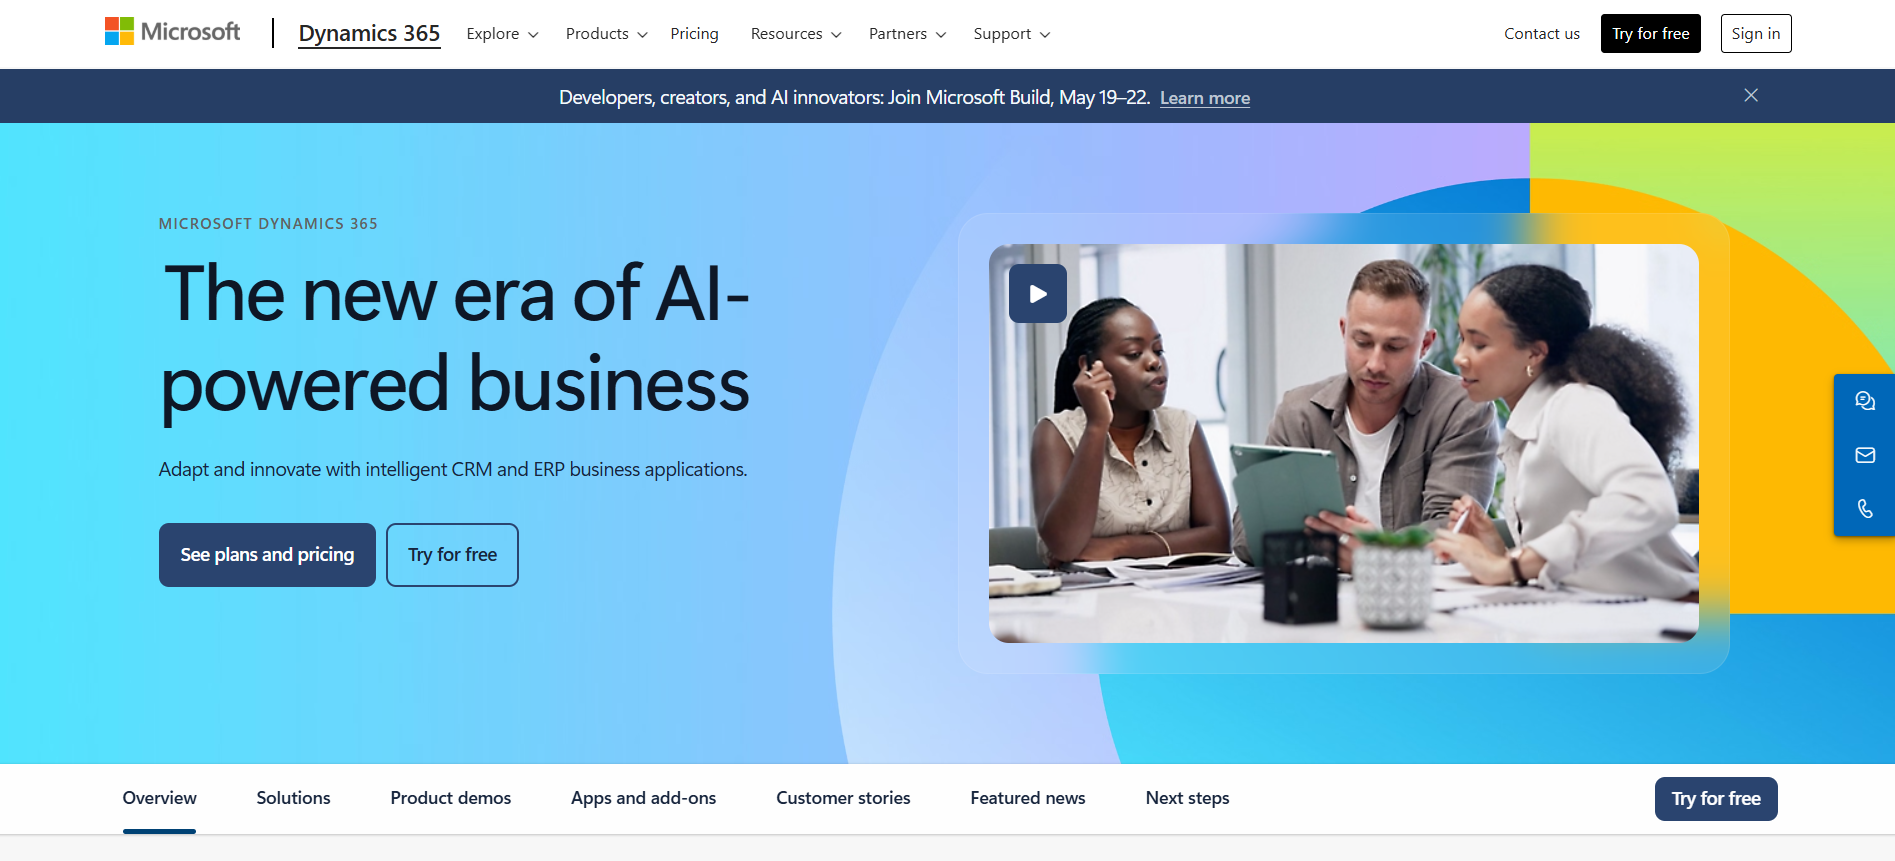 Microsoft
Dynamics 365
Explore
Products
Pricing
Resources
Partners
Support
Contact us
Try for free
Sign in
Developers, creators, and AI innovators: Join Microsoft Build, May 19–22. Learn more
MICROSOFT DYNAMICS 365
The new era of AI-
powered business
Adapt and innovate with intelligent CRM and ERP business applications.
See plans and pricing
Try for free
Overview
Solutions
Product demos
Apps and add-ons
Customer stories
Featured news
Next steps
Try for free